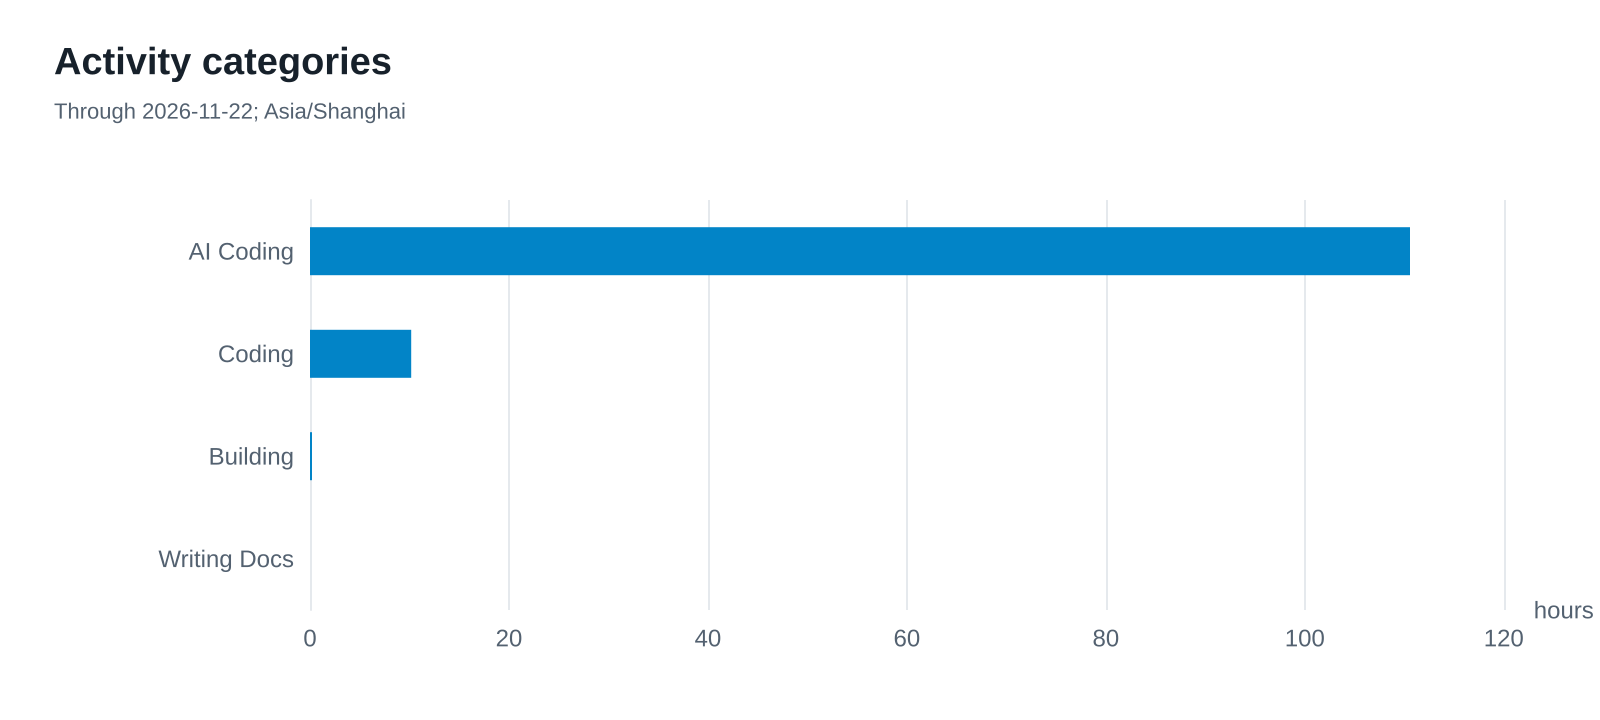 Activity categories
Through 2026-11-22; Asia/Shanghai
AI Coding
Coding
Building
Writing Docs
hours
0 20 40 60 80 100 120